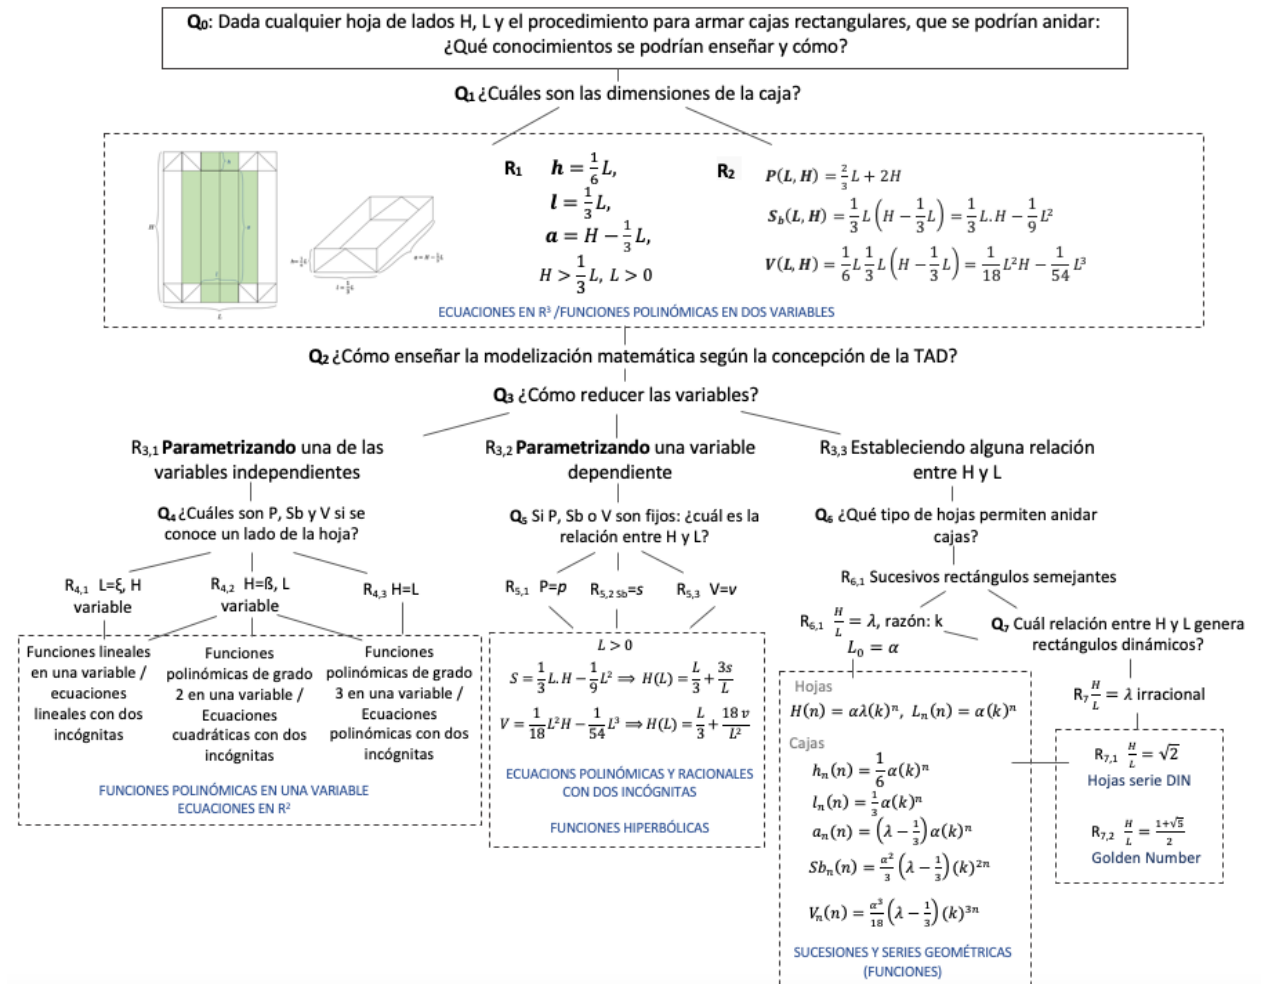 Q₀: Dada cualquier hoja de lados H, L y el procedimiento para armar cajas rectangulares, que se podrían anidar:
¿Qué conocimientos se podrían enseñar y cómo?
Q₁ ¿Cuáles son las dimensiones de la caja?
H
L
R₁ h = 1/6 L,
l = 1/3 L,
a = H − 1/3 L,
H > 1/3 L, L > 0
R₂ P(L, H) = 2/3 L + 2H
S_b(L, H) = 1/3 L (H − 1/3 L) = 1/3 L.H − 1/9 L²
V(L, H) = 1/6 L 1/3 L (H − 1/3 L) = 1/18 L²H − 1/54 L³
ECUACIONES EN R³ /FUNCIONES POLINÓMICAS EN DOS VARIABLES
Q₂ ¿Cómo enseñar la modelización matemática según la concepción de la TAD?
Q₃ ¿Cómo reducer las variables?
R₃,₁ Parametrizando una de las
variables independientes
R₃,₂ Parametrizando una variable
dependiente
R₃,₃ Estableciendo alguna relación
entre H y L
Q₄ ¿Cuáles son P, Sb y V si se
conoce un lado de la hoja?
Q₅ Si P, Sb o V son fijos: ¿cuál es la
relación entre H y L?
Q₆ ¿Qué tipo de hojas permiten anidar
cajas?
R₄,₁ L=ξ, H
variable
R₄,₂ H=ß, L
variable
R₄,₃ H=L
R₅,₁ P=p
R₅,₂ Sb=s
R₅,₃ V=v
R₆,₁ Sucesivos rectángulos semejantes
R₆,₁ H/L = λ, razón: k
L₀ = α
Q₇ Cuál relación entre H y L genera
rectángulos dinámicos?
Funciones lineales
en una variable /
ecuaciones
lineales con dos
incógnitas
Funciones
polinómicas de grado
2 en una variable /
Ecuaciones
cuadráticas con dos
incógnitas
Funciones
polinómicas de grado
3 en una variable /
Ecuaciones
polinómicas con dos
incógnitas
FUNCIONES POLINÓMICAS EN UNA VARIABLE
ECUACIONES EN R²
L > 0
S = 1/3 L.H − 1/9 L² ⟹ H(L) = L/3 + 3s/L
V = 1/18 L²H − 1/54 L³ ⟹ H(L) = L/3 + 18 v/L²
ECUACIONS POLINÓMICAS Y RACIONALES
CON DOS INCÓGNITAS
FUNCIONES HIPERBÓLICAS
Hojas
H(n) = αλ(k)ⁿ, Lₙ(n) = α(k)ⁿ
Cajas
hₙ(n) = 1/6 α(k)ⁿ
lₙ(n) = 1/3 α(k)ⁿ
aₙ(n) = (λ − 1/3) α(k)ⁿ
Sbₙ(n) = α²/3 (λ − 1/3) (k)²ⁿ
Vₙ(n) = α³/18 (λ − 1/3) (k)³ⁿ
SUCESIONES Y SERIES GEOMÉTRICAS
(FUNCIONES)
R₇ H/L = λ irracional
R₇,₁ H/L = √2
Hojas serie DIN
R₇,₂ H/L = (1+√5)/2
Golden Number